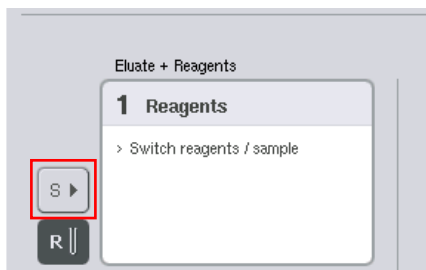 Eluate + Reagents
1 Reagents
> Switch reagents / sample
S
R